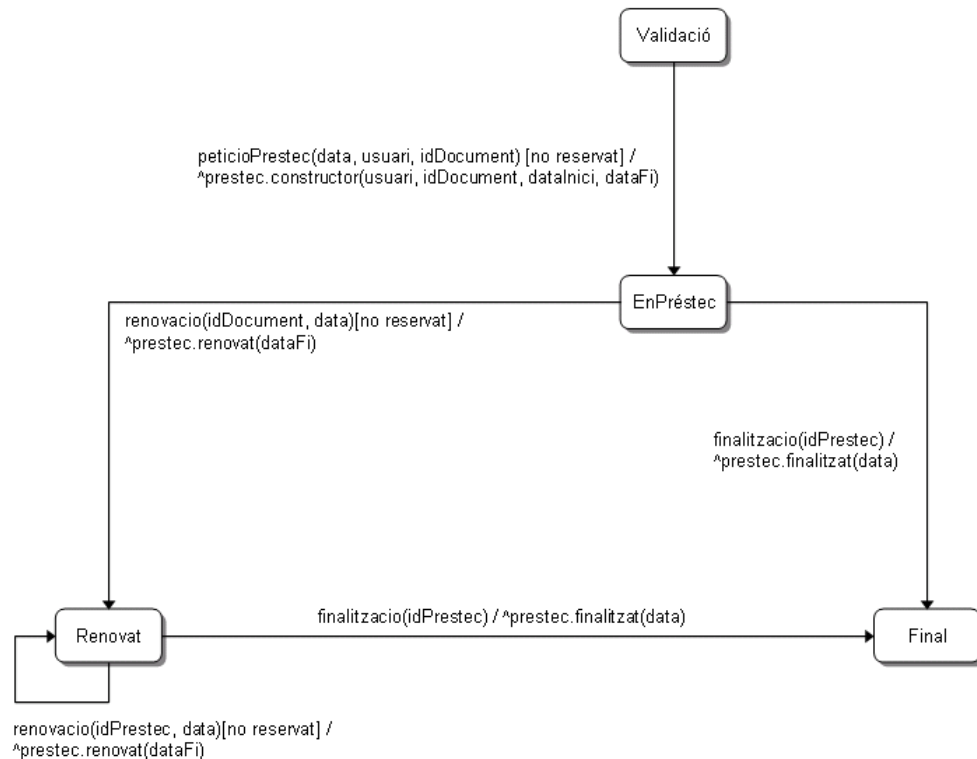 Validació
peticioPrestec(data, usuari, idDocument) [no reservat] /
^prestec.constructor(usuari, idDocument, dataInici, dataFi)
EnPréstec
renovacio(idDocument, data)[no reservat] /
^prestec.renovat(dataFi)
finalitzacio(idPrestec) /
^prestec.finalitzat(data)
finalitzacio(idPrestec) / ^prestec.finalitzat(data)
Renovat
Final
renovacio(idPrestec, data)[no reservat] /
^prestec.renovat(dataFi)